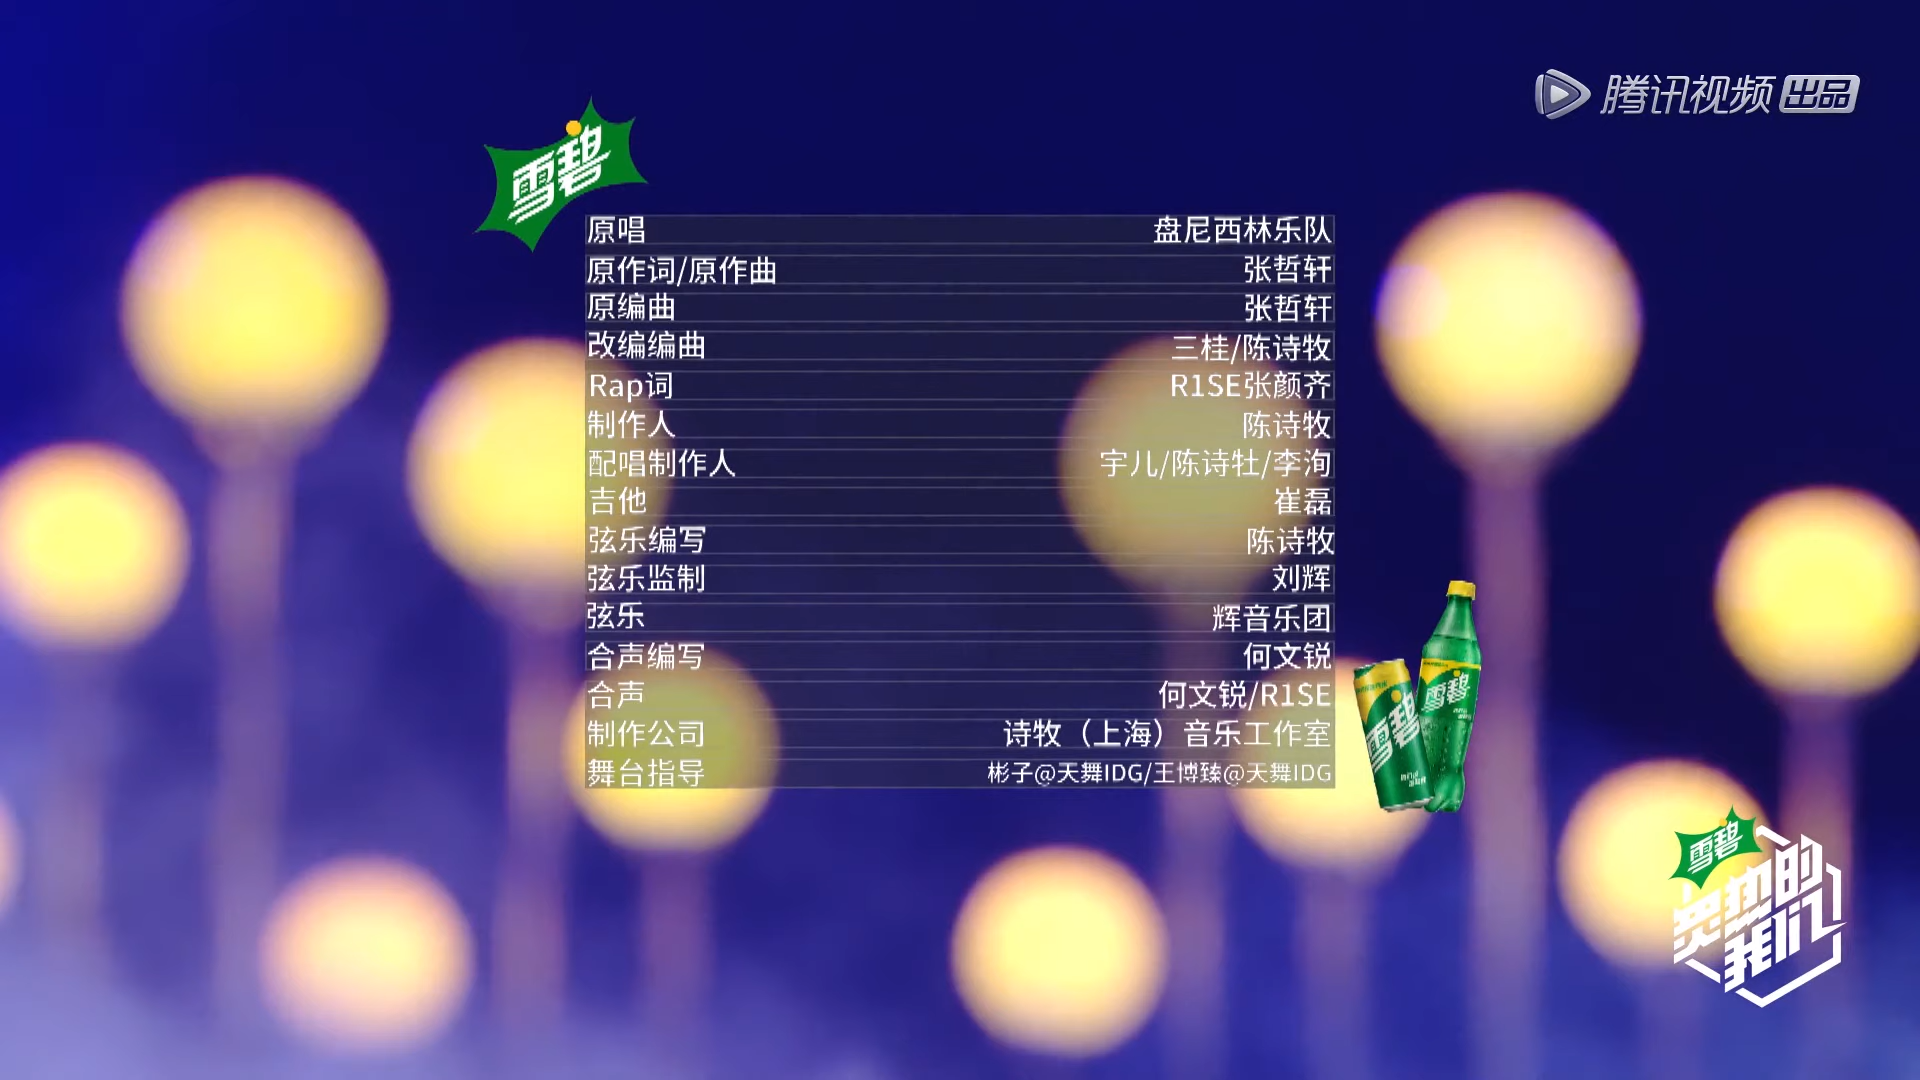 腾讯视频 出品
雪碧
原唱 盘尼西林乐队
原作词/原作曲 张哲轩
原编曲 张哲轩
改编编曲 三桂/陈诗牧
Rap词 R1SE张颜齐
制作人 陈诗牧
配唱制作人 宇儿/陈诗牡/李洵
吉他 崔磊
弦乐编写 陈诗牧
弦乐监制 刘辉
弦乐 辉音乐团
合声编写 何文锐
合声 何文锐/R1SE
制作公司 诗牧（上海）音乐工作室
舞台指导 彬子@天舞IDG/王博臻@天舞IDG
雪碧
雪碧
雪碧
炙热的
我们